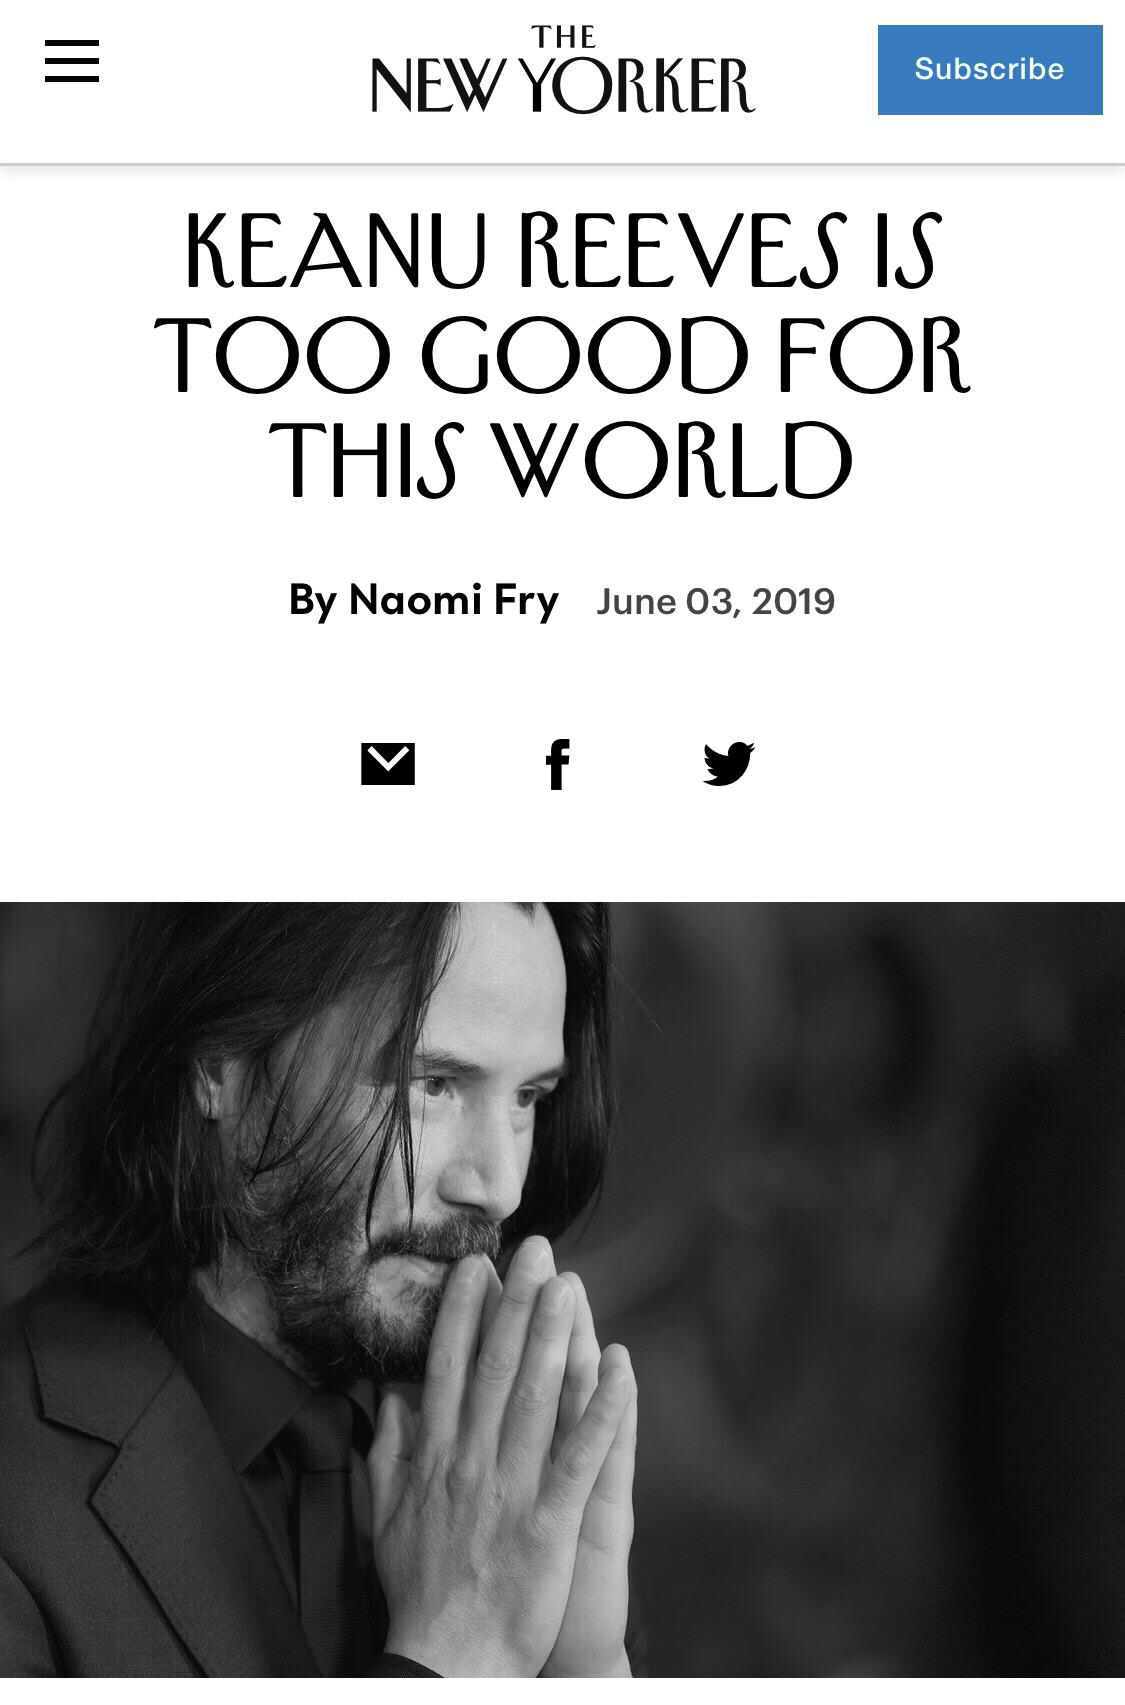 THE
NEW YORKER
Subscribe
KEANU REEVES IS
TOO GOOD FOR
THIS WORLD
By Naomi Fry June 03, 2019